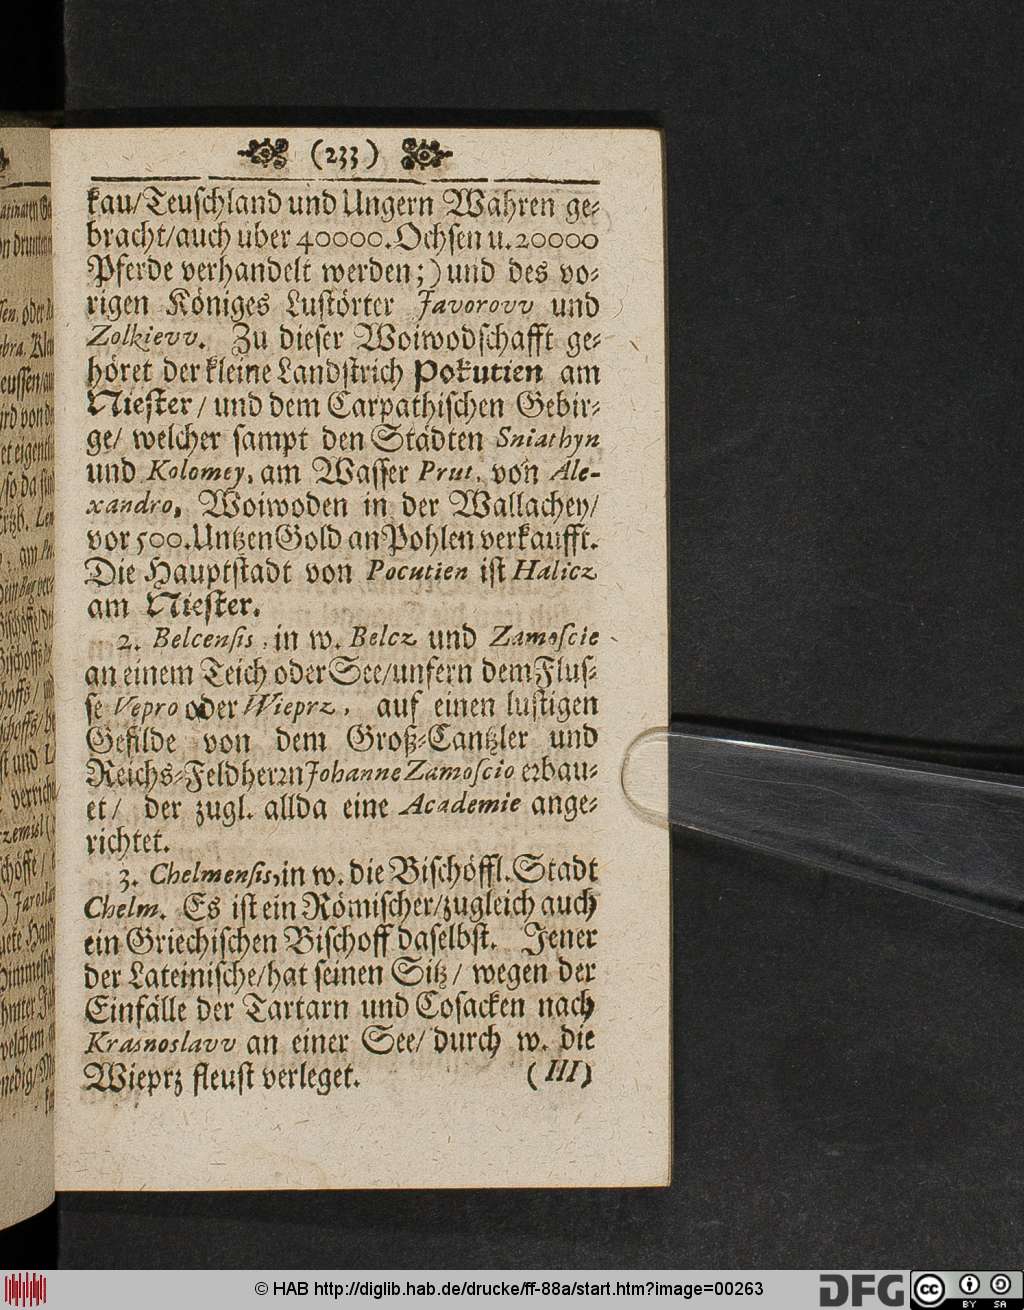 (233)
kau/Teuschland und Ungern Wahren ge⸗
bracht/auch uber 40000.Ochsen u.20000
Pferde verhandelt werden;) und des vo⸗
rigen Königes Lustörter Javorovv und
Zolkievv. Zu dieser Woiwodschafft ge⸗
höret der kleine Landstrich Pokutien am
Niester/ und dem Carpathischen Gebir⸗
ge/ welcher sampt den Städten Sniathyn
und Kolomey, am Wasser Prut, von Ale-
xandro, Woiwoden in der Wallachey/
vor 500.Untzen Gold an Pohlen verkaufft.
Die Hauptstadt von Pocutien ist Halicz
am Niester.
2. Belcensis, in w. Belcz und Zamoscie
an einem Teich oder See/unfern dem Flus⸗
se Vepro oder Wieprz, auf einen lustigen
Gefilde von dem Groß⸗Cantzler und
Reichs⸗Feldherrn Johanne Zamoscio erbau⸗
et/ der zugl. allda eine Academie ange⸗
richtet.
3. Chelmensis, in w. die Bischöffl. Stadt
Chelm. Es ist ein Römischer/zugleich auch
ein Griechischen Bischoff daselbst. Jener
der Lateinische/hat seinen Sitz/ wegen der
Einfälle der Tartarn und Cosacken nach
Krasnoslavv an einer See/ durch w. die
Wieprz fleust verleget. (III)
© HAB http://diglib.hab.de/drucke/ff-88a/start.htm?image=00263
DFG
cc BY SA